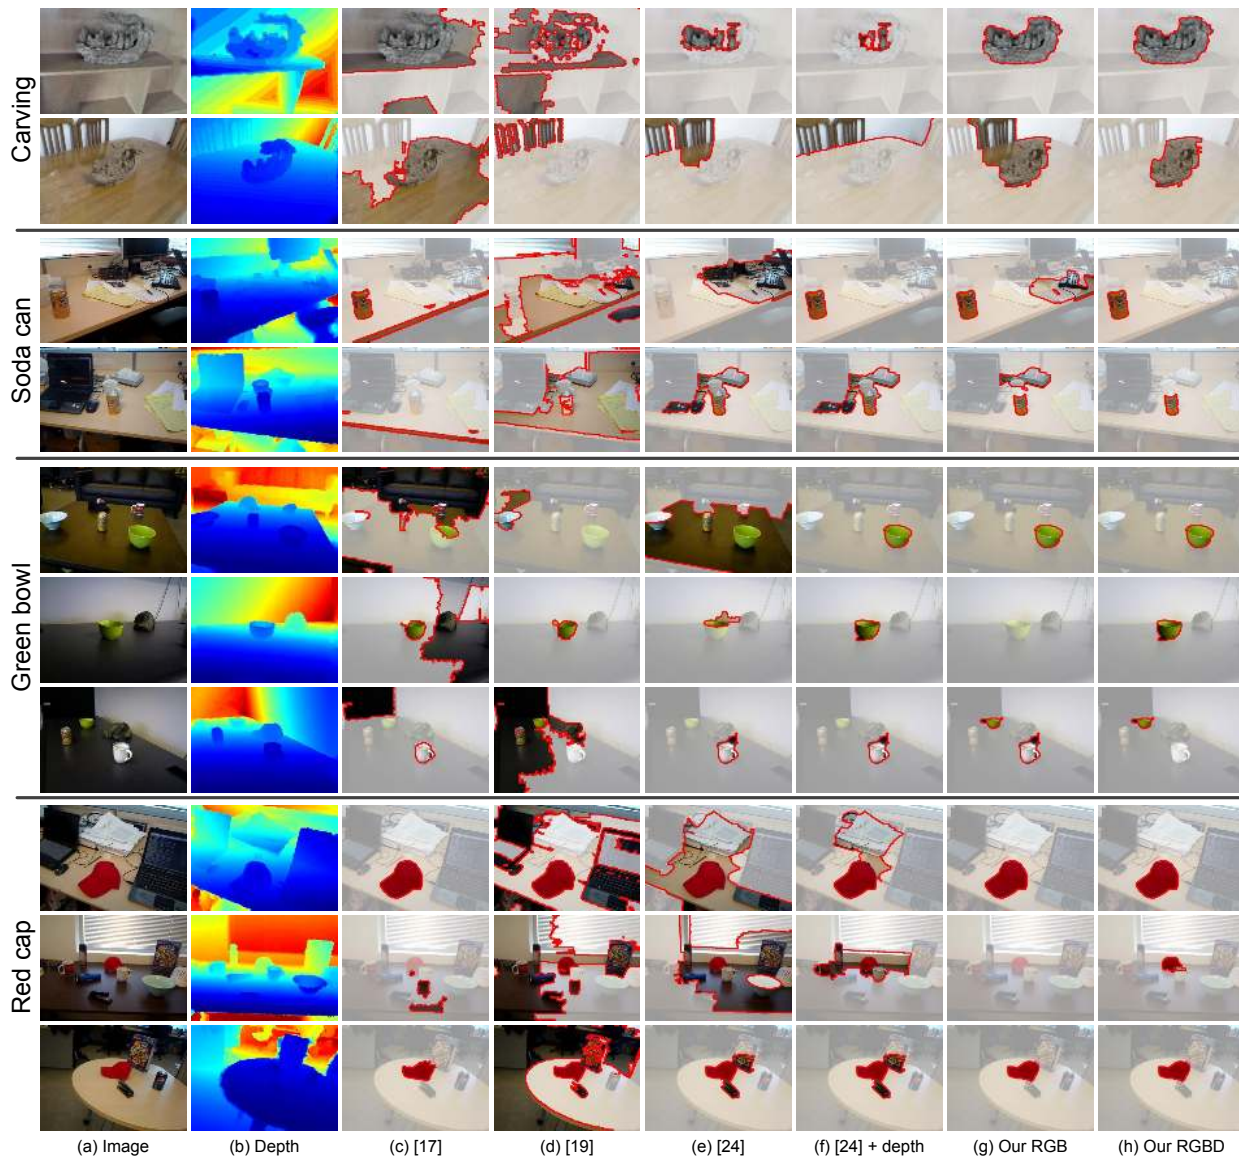 Carving
Soda can
Green bowl
Red cap
(a) Image (b) Depth (c) [17] (d) [19] (e) [24] (f) [24] + depth (g) Our RGB (h) Our RGBD